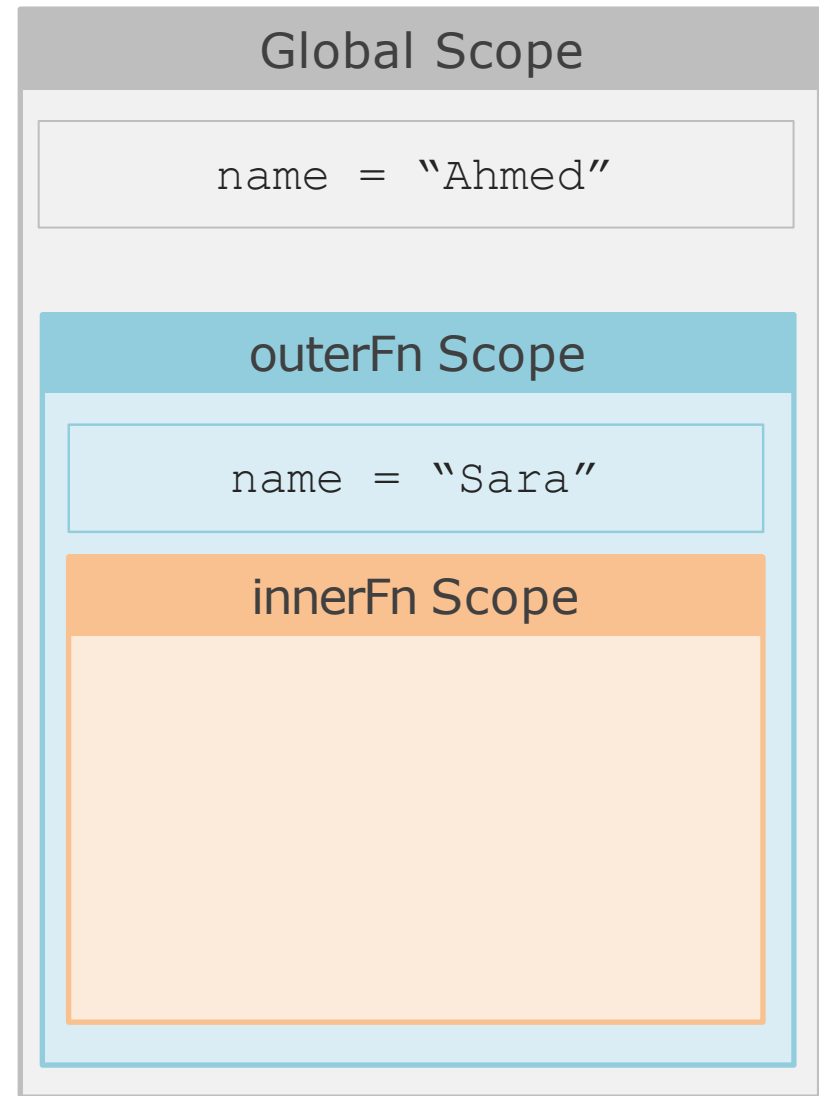 Global Scope
name = “Ahmed”
outerFn Scope
name = “Sara”
innerFn Scope